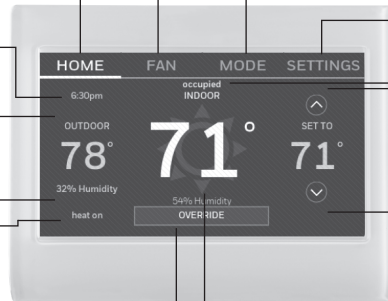 HOME FAN MODE SETTINGS
occupied
6:30pm INDOOR
OUTDOOR 71° SET TO
78° 71°
32% Humidity
54% Humidity
heat on OVERRIDE